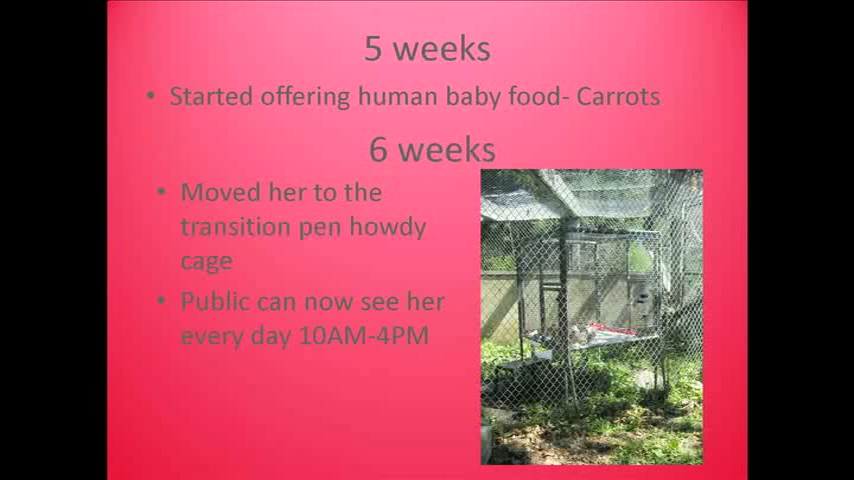 5 weeks
• Started offering human baby food- Carrots
6 weeks
• Moved her to the
transition pen howdy
cage
• Public can now see her
every day 10AM-4PM